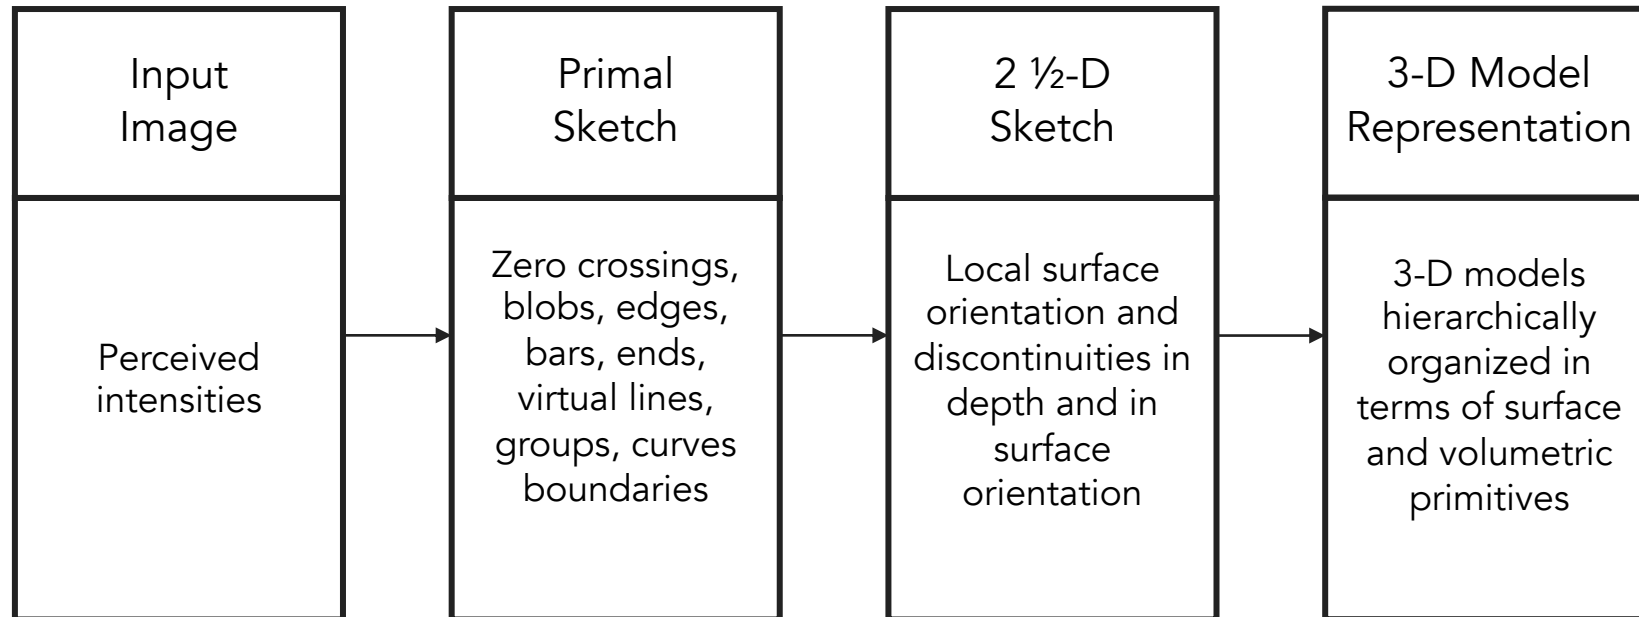 Input
Image
Perceived
intensities
Primal
Sketch
Zero crossings,
blobs, edges,
bars, ends,
virtual lines,
groups, curves
boundaries
2 ½-D
Sketch
Local surface
orientation and
discontinuities in
depth and in
surface
orientation
3-D Model
Representation
3-D models
hierarchically
organized in
terms of surface
and volumetric
primitives